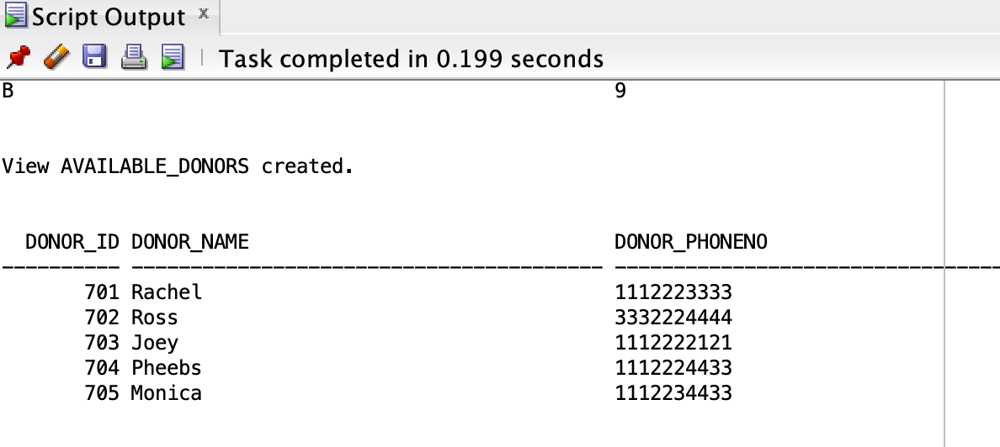 Script Output x
Task completed in 0.199 seconds
B 9
View AVAILABLE_DONORS created.
DONOR_ID DONOR_NAME DONOR_PHONENO
---------- ---------------------------------------- ---------------------------------
701 Rachel 1112223333
702 Ross 3332224444
703 Joey 1112222121
704 Pheebs 1112224433
705 Monica 1112234433